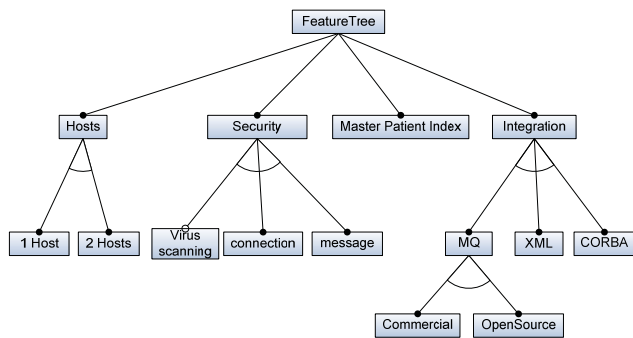 FeatureTree
Hosts
Security
Master Patient Index
Integration
1 Host
2 Hosts
Virus
scanning
connection
message
MQ
XML
CORBA
Commercial
OpenSource